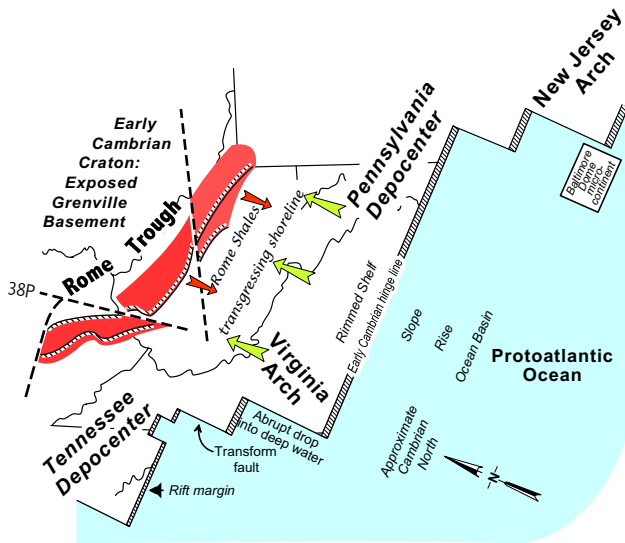 New Jersey
Arch
Early
Cambrian
Craton:
Exposed
Grenville
Basement
Pennsylvania
Depocenter
Baltimore
Dome
micro-
continent
Rome Trough
Rome Shales
transgressing shoreline
38P
Rimmed Shelf
Early Cambrian hinge line
Slope
Rise
Ocean Basin
Protoatlantic
Ocean
Virginia
Arch
Tennessee
Depocenter
Abrupt drop
into deep water
Transform
fault
Rift margin
Approximate
Cambrian
North
N